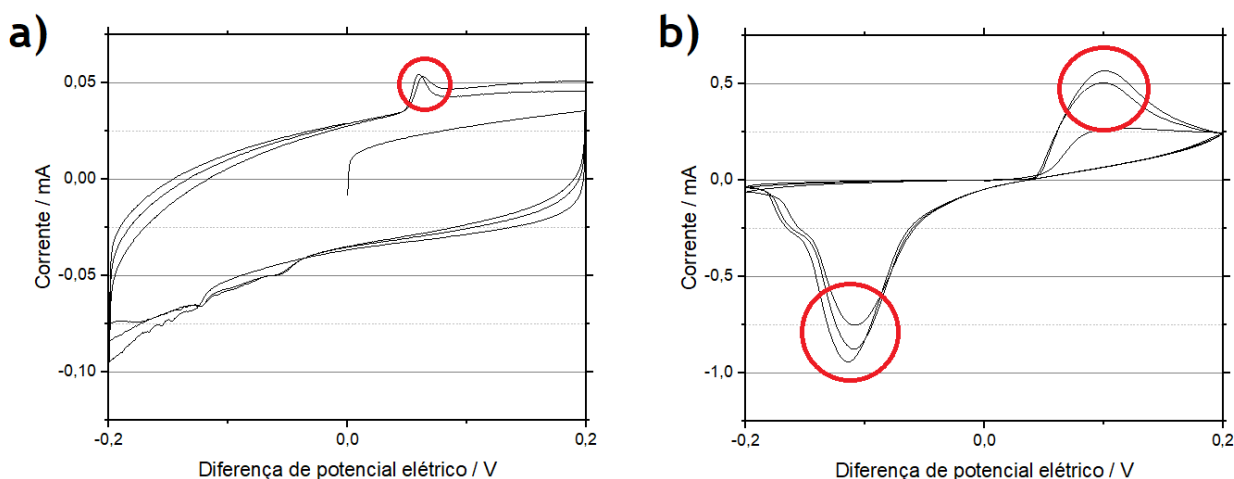 a)
Corrente / mA
0,05
0,00
-0,05
-0,10
-0,2
0,0
0,2
Diferença de potencial elétrico / V
b)
Corrente / mA
0,5
0,0
-0,5
-1,0
-0,2
0,0
0,2
Diferença de potencial elétrico / V